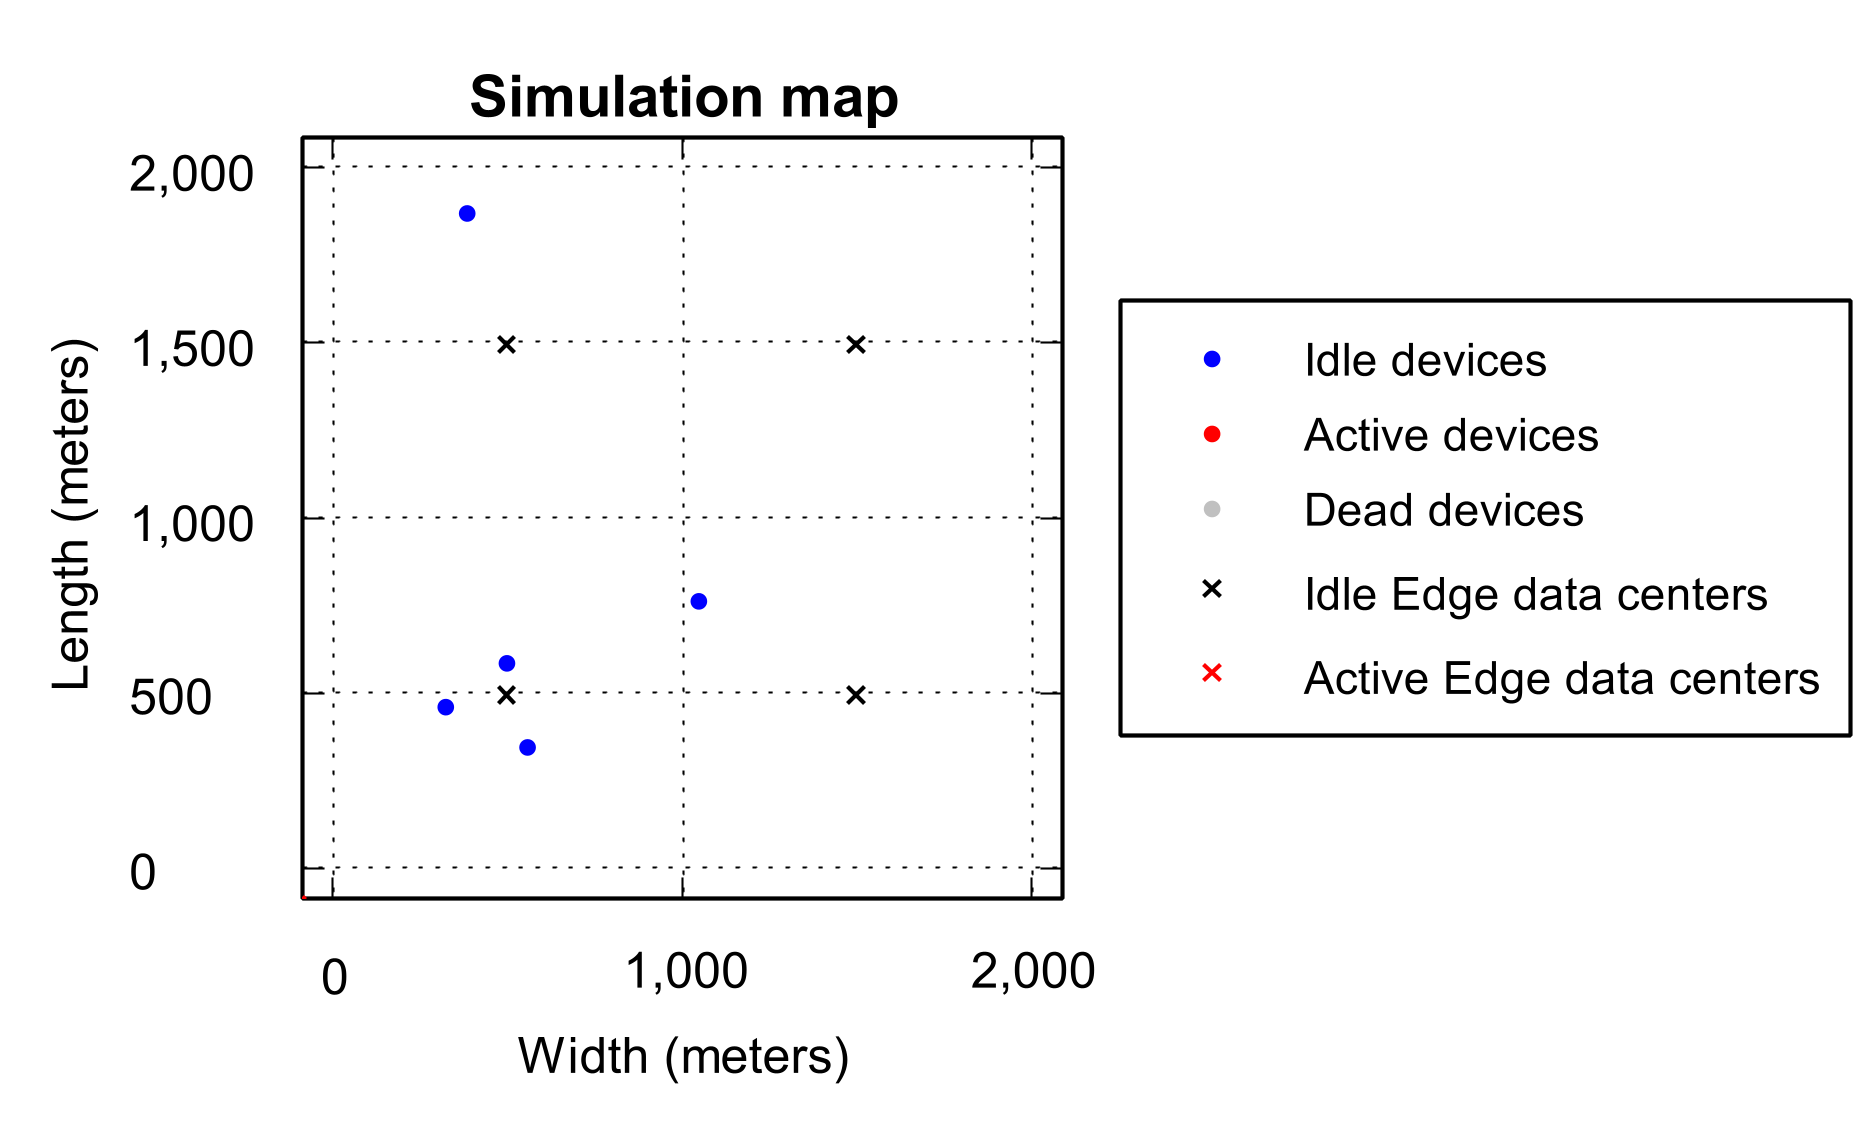 Simulation map
2,000
1,500
1,000
500
0
Length (meters)
0
1,000
2,000
Width (meters)
Idle devices
Active devices
Dead devices
Idle Edge data centers
Active Edge data centers